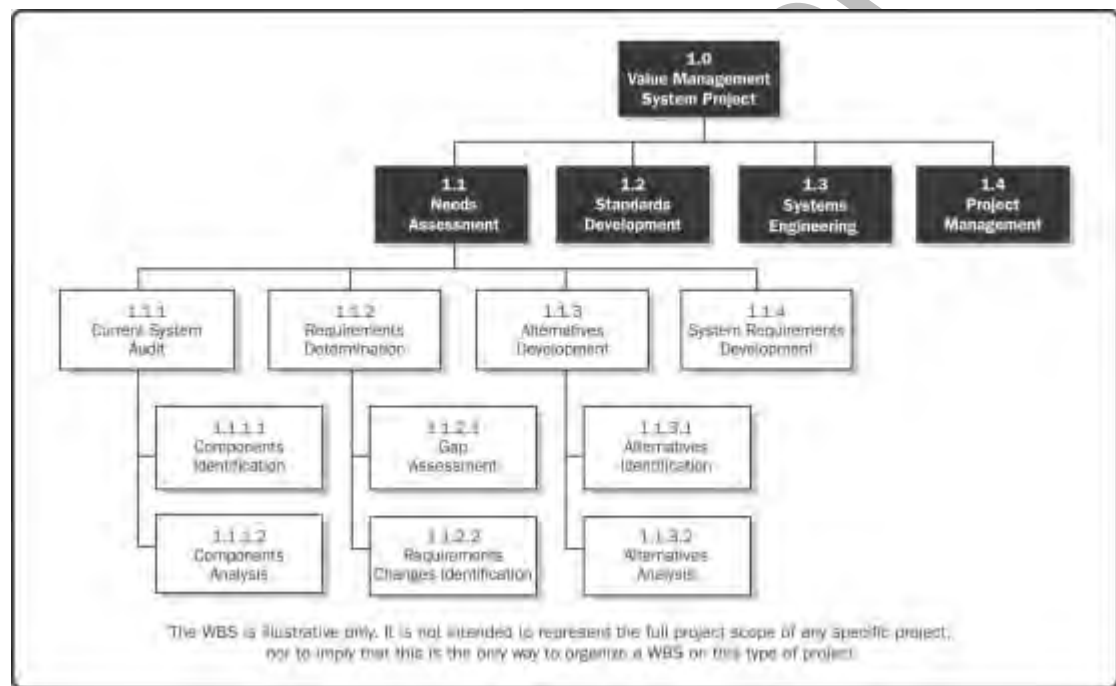 1.0
Value Management
System Project
1.1
Needs
Assessment
1.2
Standards
Development
1.3
Systems
Engineering
1.4
Project
Management
1.1.1
Current System
Audit
1.1.2
Requirements
Determination
1.1.3
Alternatives
Development
1.1.4
System Requirements
Development
1.1.1.1
Components
Identification
1.1.2.1
Gap
Assessment
1.1.3.1
Alternatives
Identification
1.1.1.2
Components
Analysis
1.1.2.2
Requirements
Changes Identification
1.1.3.2
Alternatives
Analysis
The WBS is illustrative only. It is not intended to represent the full project scope of any specific project,
nor to imply that this is the only way to organize a WBS on this type of project.